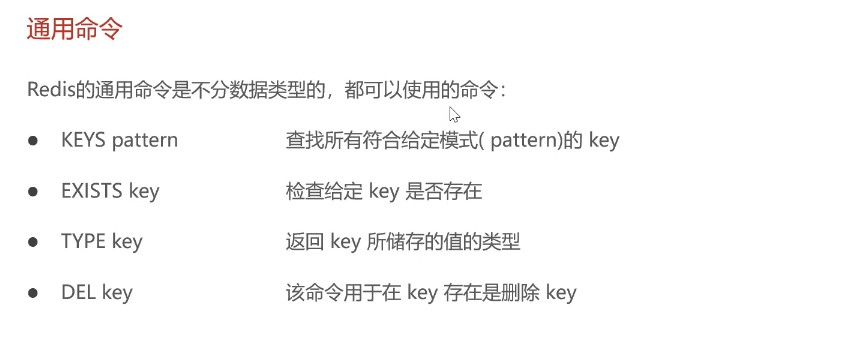 通用命令
Redis的通用命令是不分数据类型的，都可以使用的命令：
● KEYS pattern 查找所有符合给定模式( pattern)的 key
● EXISTS key 检查给定 key 是否存在
● TYPE key 返回 key 所储存的值的类型
● DEL key 该命令用于在 key 存在是删除 key